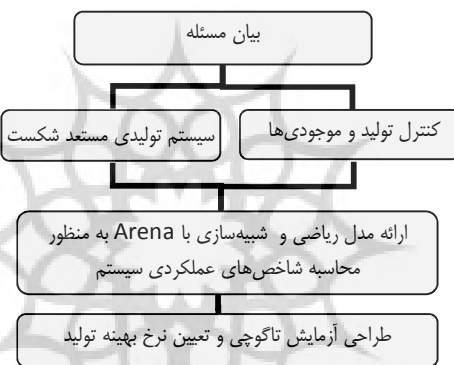 بیان مسئله
کنترل تولید و موجودی‌ها
سیستم تولیدی مستعد شکست
ارائه مدل ریاضی و شبیه‌سازی با Arena به منظور
محاسبه شاخص‌های عملکردی سیستم
طراحی آزمایش تاگوچی و تعیین نرخ بهینه تولید